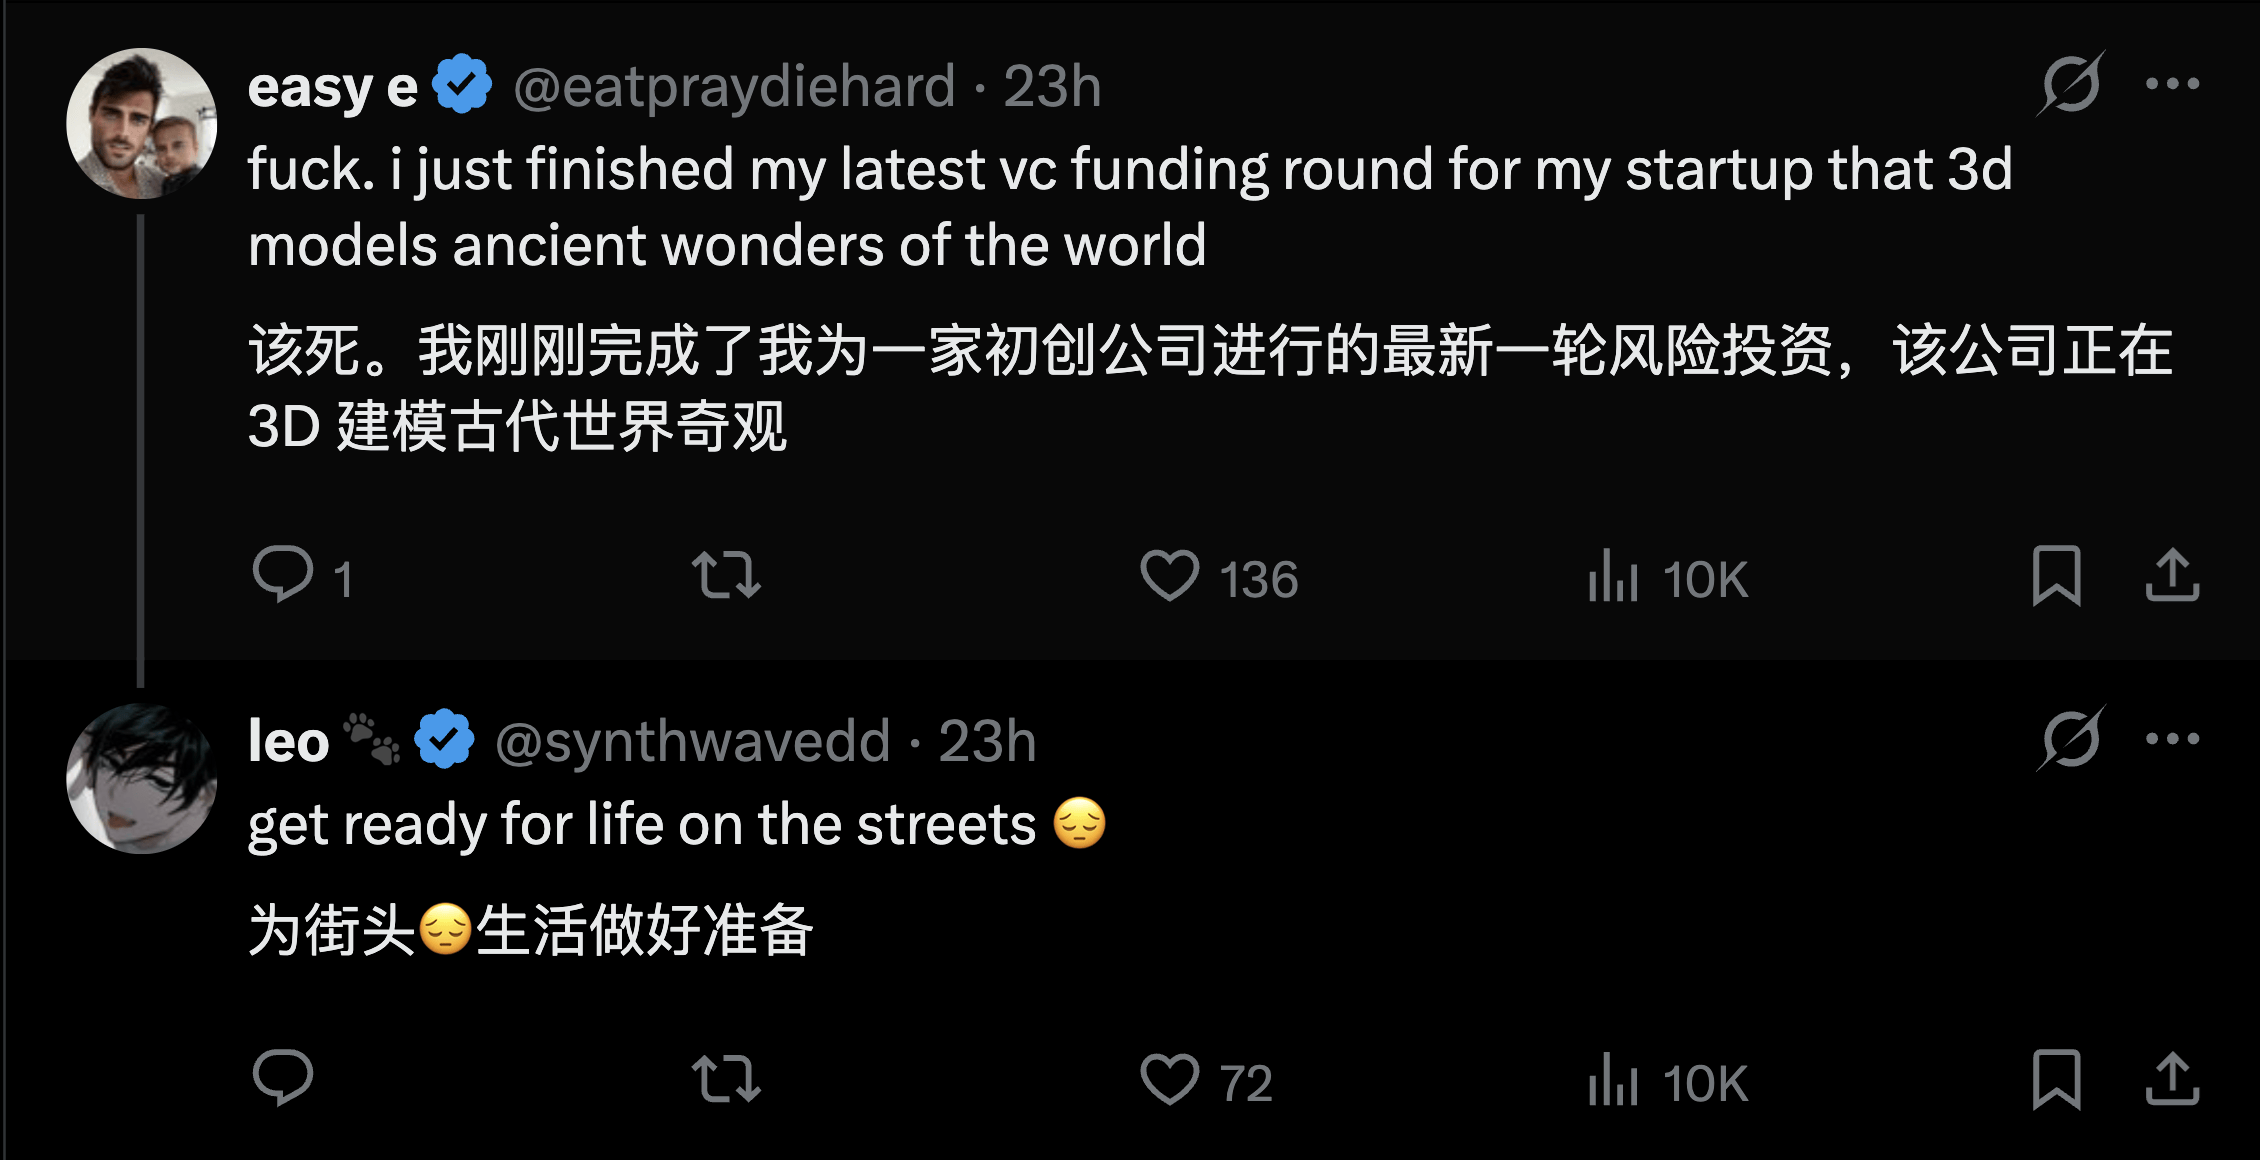 easy e @eatpraydiehard · 23h
fuck. i just finished my latest vc funding round for my startup that 3d
models ancient wonders of the world
该死。我刚刚完成了我为一家初创公司进行的最新一轮风险投资，该公司正在
3D 建模古代世界奇观
1 136 10K
leo 🐾 @synthwavedd · 23h
get ready for life on the streets 😔
为街头😔生活做好准备
72 10K